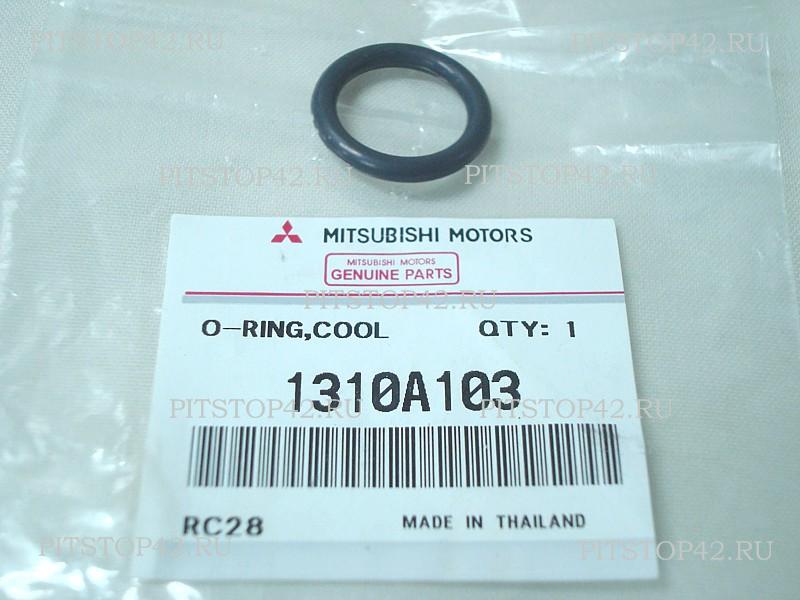 PITSTOP42.RU PITSTOP42.RU
PITSTOP42.RU PITSTOP42.RU
MITSUBISHI MOTORS
MITSUBISHI MOTORS
GENUINE PARTS
PITSTOP42.RU
O-RING,COOL QTY: 1
1310A103
PITSTOP42.RU PITSTOP42.RU
RC28 MADE IN THAILAND
PITSTOP42.RU PITSTOP42.RU